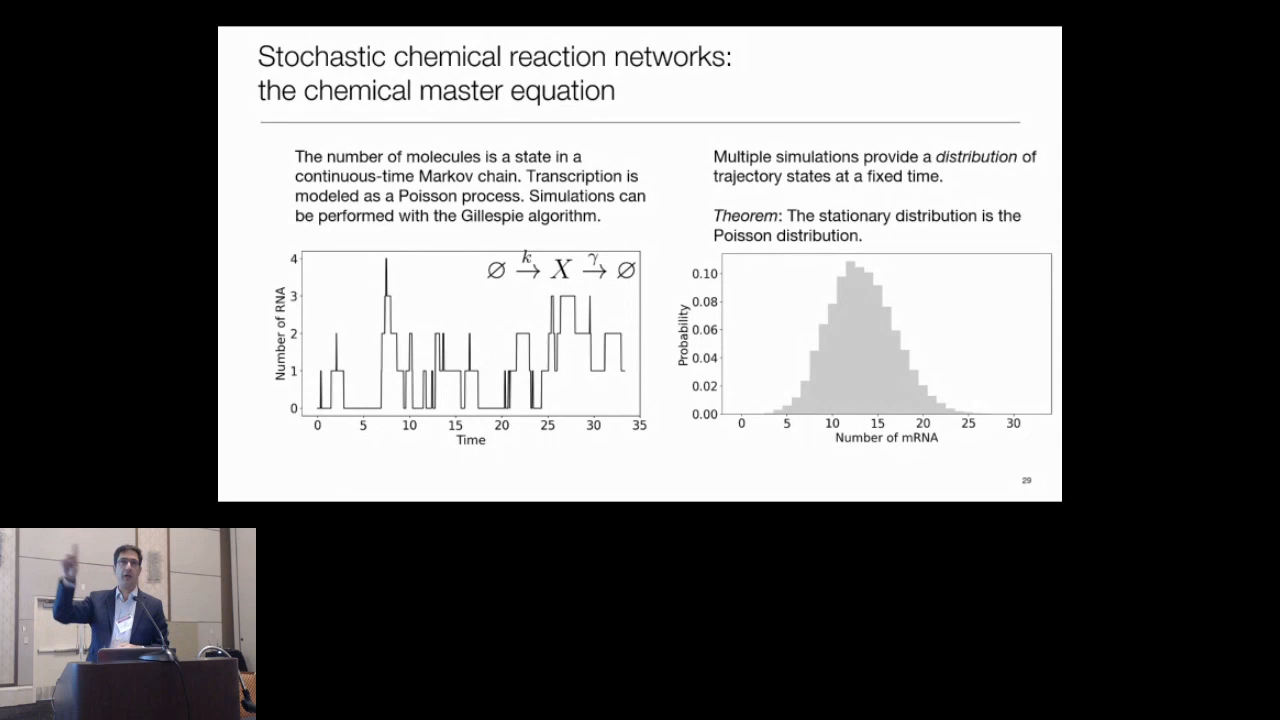 Stochastic chemical reaction networks:
the chemical master equation
The number of molecules is a state in a
continuous-time Markov chain. Transcription is
modeled as a Poisson process. Simulations can
be performed with the Gillespie algorithm.
∅ k→ X γ→ ∅
4
3
2
1
0
Number of RNA
0 5 10 15 20 25 30 35
Time
Multiple simulations provide a distribution of
trajectory states at a fixed time.
Theorem: The stationary distribution is the
Poisson distribution.
0.10
0.08
0.06
0.04
0.02
0.00
Probability
0 5 10 15 20 25 30
Number of mRNA
29